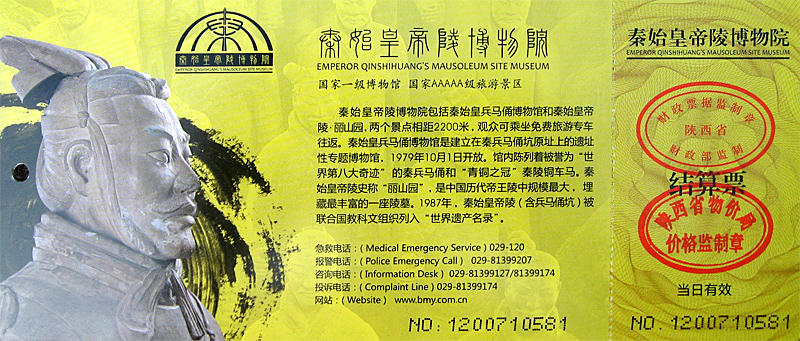 秦始皇帝陵博物院
EMPEROR QINSHIHUANG'S MAUSOLEUM SITE MUSEUM
秦始皇帝陵博物院
EMPEROR QINSHIHUANG'S MAUSOLEUM SITE MUSEUM
国家一级博物馆 国家AAAAA级旅游景区
秦始皇帝陵博物院包括秦始皇兵马俑博物馆和秦始皇帝
陵·丽山园,两个景点相距2200米,观众可乘坐免费旅游专车
往返。秦始皇兵马俑博物馆是建立在秦兵马俑坑原址上的遗址
性专题博物馆,1979年10月1日开放。馆内陈列着被誉为“世
界第八大奇迹”的秦兵马俑和“青铜之冠”秦陵铜车马。秦
始皇帝陵史称“丽山园”,是中国历代帝王陵中规模最大,埋
藏最丰富的一座陵墓。1987年,秦始皇帝陵(含兵马俑坑)被
联合国教科文组织列入“世界遗产名录”。
急救电话:(Medical Emergency Service) 029-120
报警电话:(Police Emergency Call) 029-81399207
咨询电话:(Information Desk) 029-81399127/81399174
投诉电话:(Complaint Line) 029-81399174
网站:(Website) www.bmy.com.cn
NO: 1200710581
秦始皇帝陵博物院
EMPEROR QINSHIHUANG'S MAUSOLEUM SITE MUSEUM
财政票据监制章
陕西省
财政部监制
结算票
陕西省物价局
价格监制章
当日有效
NO. 1200710581